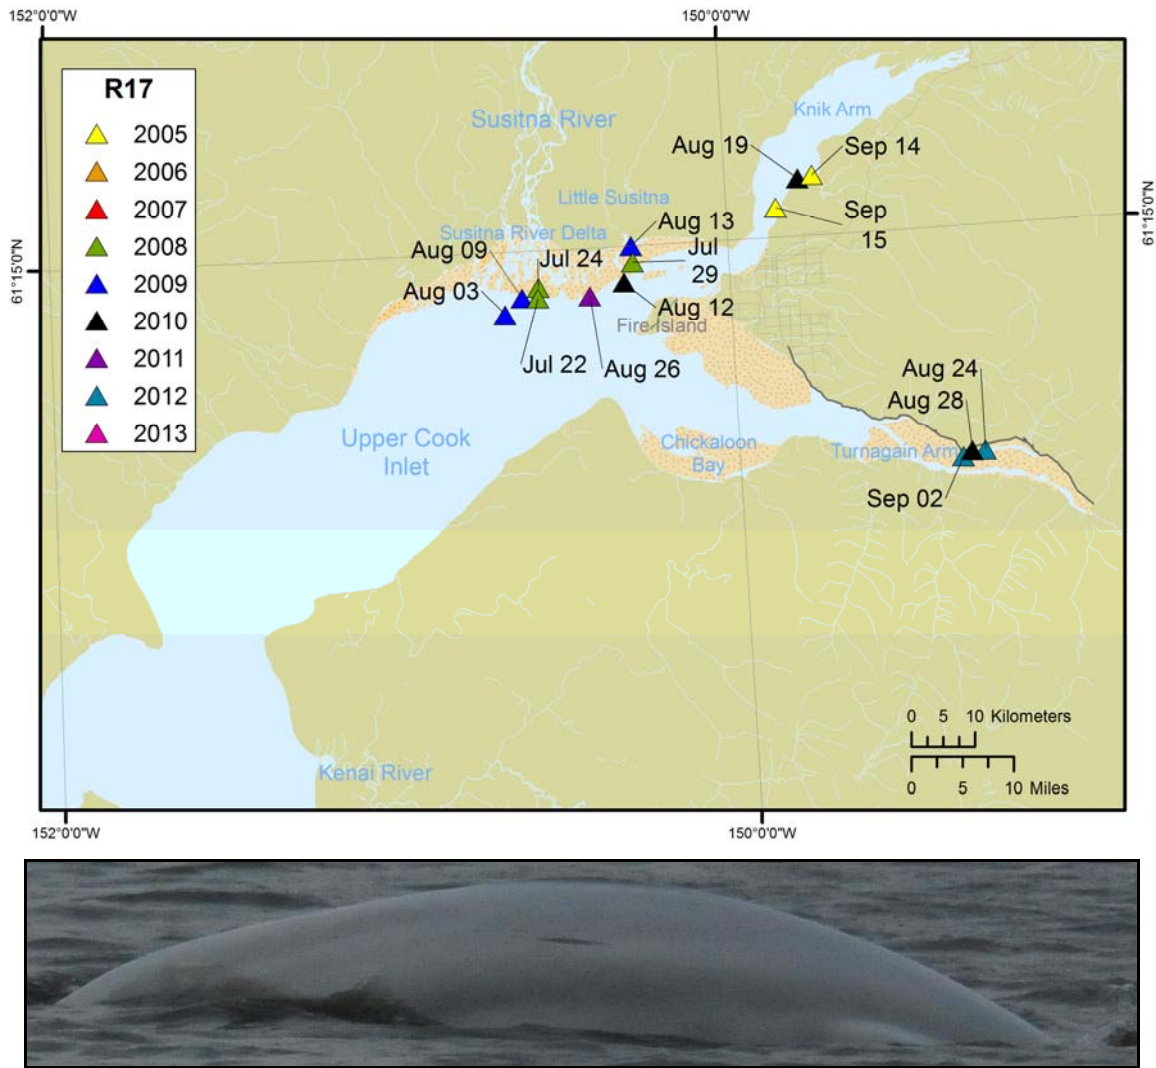 152°0'0"W
150°0'0"W
R17
2005
2006
2007
2008
2009
2010
2011
2012
2013
Knik Arm
Susitna River
Aug 19
Sep 14
Little Susitna
Sep
15
Aug 13
Susitna River Delta
Jul
29
Aug 09
Jul 24
Aug 03
Aug 12
Fire Island
Jul 22
Aug 26
61°15'0"N
61°15'0"N
Aug 24
Aug 28
Upper Cook
Inlet
Chickaloon
Bay
Turnagain Arm
Sep 02
0 5 10 Kilometers
0 5 10 Miles
Kenai River
152°0'0"W
150°0'0"W